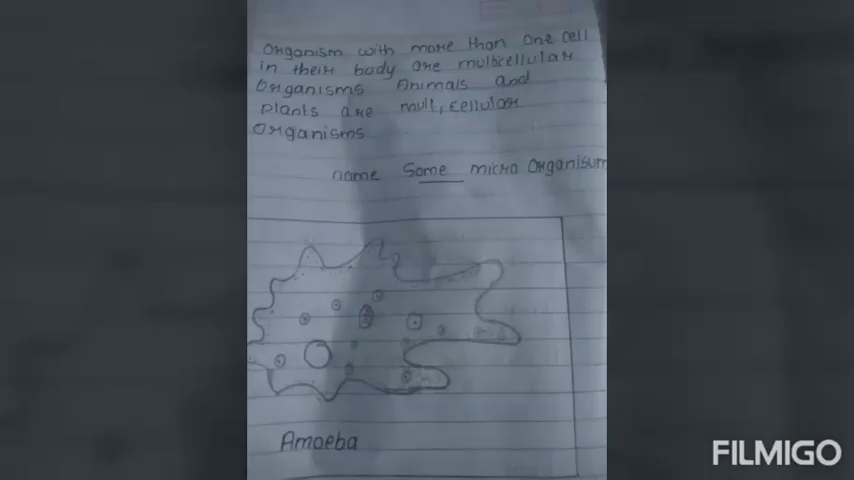 Organism with more than one cell
in their body are multicellular
Organisms Animals and
plants are multicellular
Organisms
name Some micro Organisum
Amoeba
FILMIGO